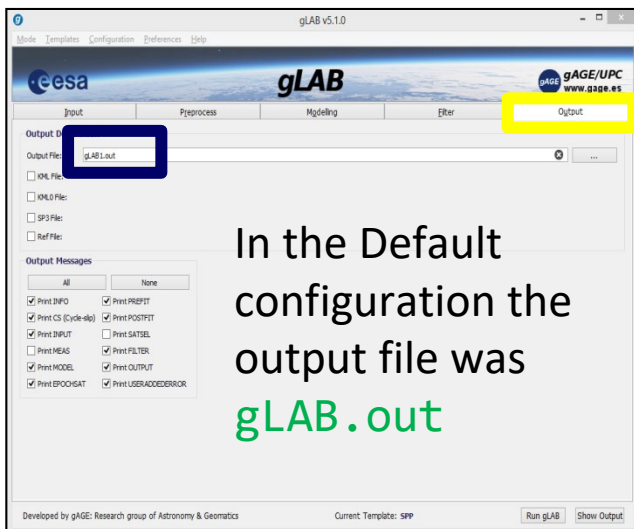 gLAB v5.1.0
Mode Templates Configuration Preferences Help
esa
gLAB
gAGE
gAGE/UPC
www.gage.es
Input Preprocess Modeling Filter Output
Output D
Output File: gLAB1.out ...
KML File:
KML0 File:
SP3 File:
Ref File:
Output Messages
All None
Print INFO Print PREFIT
Print CS (Cycle-slip) Print POSTFIT
Print INPUT Print SATSEL
Print MEAS Print FILTER
Print MODEL Print OUTPUT
Print EPOCHSAT Print USERADDEDERROR
In the Default
configuration the
output file was
gLAB.out
Developed by gAGE: Research group of Astronomy & Geomatics Current Template: SPP Run gLAB Show Output